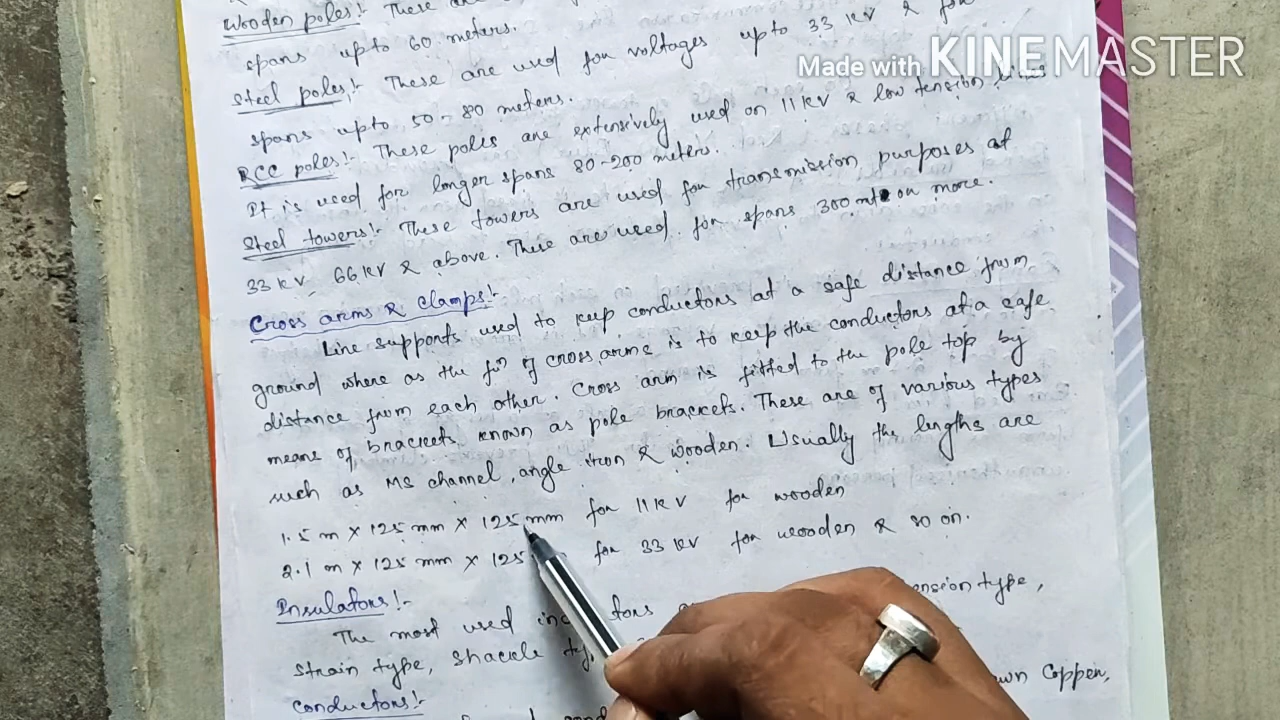 Wooden poles:- These are
spans upto 60 meters.
Made with KINEMASTER
Steel poles:- These are used for voltages upto 33 KV & for
spans upto 50-80 meters.
RCC poles:- These poles are extensively used on 11KV & low tension lines
It is used for longer spans 80-200 meters.
Steel towers:- These towers are used for transmission purposes at
33 KV, 66 KV & above. These are used for spans 300 mt or more.
Cross arms & Clamps:-
Line supports used to keep conductors at a safe distance from
ground where as the fun of cross arms is to keep the conductors at a safe
distance from each other. Cross arm is fitted to the pole top by
means of brackets known as pole brackets. These are of various types
such as MS channel, angle iron & wooden. Usually the lengths are
1.5 m x 125 mm x 125 mm for 11KV for wooden
2.1 m x 125 mm x 125 for 33 KV for wooden & so on.
Insulators:-
The most used
strain type, shackle
Conductors:-
Copper,